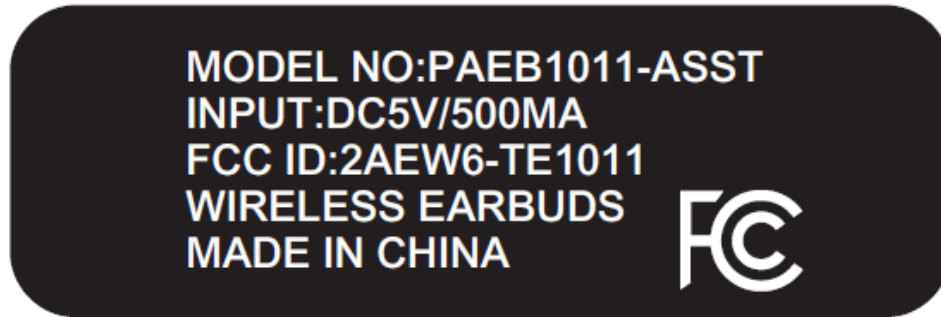 MODEL NO:PAEB1011-ASST
INPUT:DC5V/500MA
FCC ID:2AEW6-TE1011
WIRELESS EARBUDS
MADE IN CHINA
FC